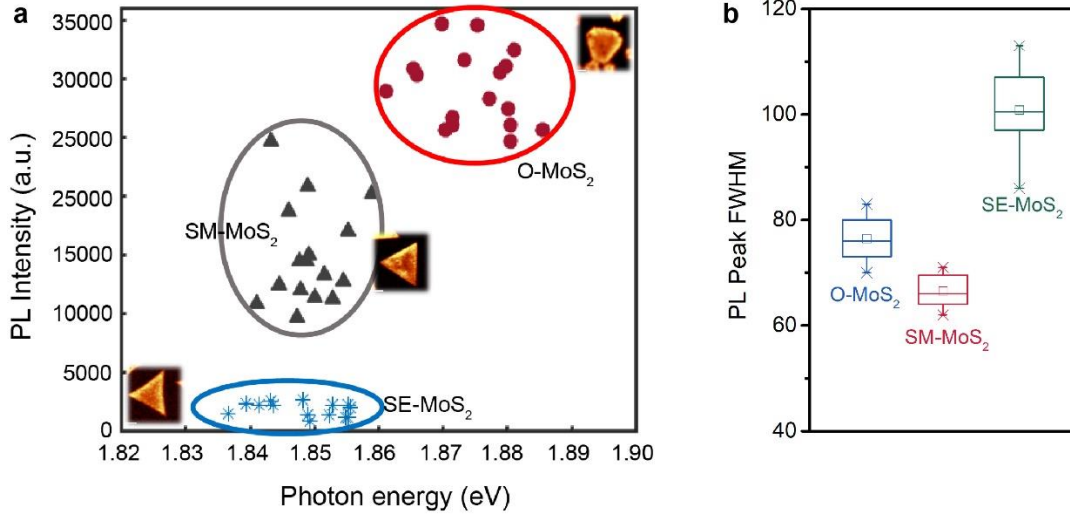 a
PL Intensity (a.u.)
35000
30000
25000
20000
15000
10000
5000
0
O-MoS₂
SM-MoS₂
SE-MoS₂
1.82 1.83 1.84 1.85 1.86 1.87 1.88 1.89 1.90
Photon energy (eV)
b
PL Peak FWHM
120
100
80
60
40
SE-MoS₂
O-MoS₂
SM-MoS₂